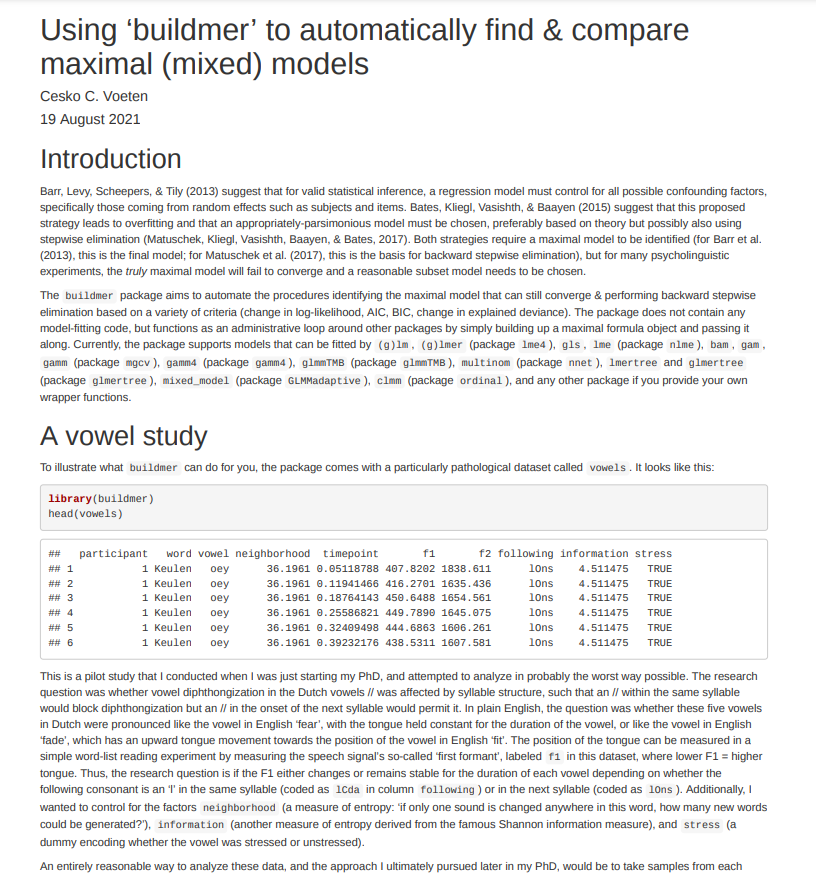 Using ‘buildmer’ to automatically find & compare
maximal (mixed) models
Cesko C. Voeten
19 August 2021
Introduction
Barr, Levy, Scheepers, & Tily (2013) suggest that for valid statistical inference, a regression model must control for all possible confounding factors,
specifically those coming from random effects such as subjects and items. Bates, Kliegl, Vasishth, & Baayen (2015) suggest that this proposed
strategy leads to overfitting and that an appropriately-parsimonious model must be chosen, preferably based on theory but possibly also using
stepwise elimination (Matuschek, Kliegl, Vasishth, Baayen, & Bates, 2017). Both strategies require a maximal model to be identified (for Barr et al.
(2013), this is the final model; for Matuschek et al. (2017), this is the basis for backward stepwise elimination), but for many psycholinguistic
experiments, the truly maximal model will fail to converge and a reasonable subset model needs to be chosen.
The buildmer package aims to automate the procedures identifying the maximal model that can still converge & performing backward stepwise
elimination based on a variety of criteria (change in log-likelihood, AIC, BIC, change in explained deviance). The package does not contain any
model-fitting code, but functions as an administrative loop around other packages by simply building up a maximal formula object and passing it
along. Currently, the package supports models that can be fitted by (g)lm, (g)lmer (package lme4), gls, lme (package nlme), bam, gam,
gamm (package mgcv), gamm4 (package gamm4), glmmTMB (package glmmTMB), multinom (package nnet), lmertree and glmertree
(package glmertree), mixed_model (package GLMMadaptive), clmm (package ordinal), and any other package if you provide your own
wrapper functions.
A vowel study
To illustrate what buildmer can do for you, the package comes with a particularly pathological dataset called vowels. It looks like this:
library(buildmer)
head(vowels)
##   participant   word vowel neighborhood  timepoint       f1       f2 following information stress
## 1           1 Keulen   oey      36.1961 0.05118788 407.8202 1838.611      lOns    4.511475   TRUE
## 2           1 Keulen   oey      36.1961 0.11941466 416.2701 1635.436      lOns    4.511475   TRUE
## 3           1 Keulen   oey      36.1961 0.18764143 450.6488 1654.561      lOns    4.511475   TRUE
## 4           1 Keulen   oey      36.1961 0.25586821 449.7890 1645.075      lOns    4.511475   TRUE
## 5           1 Keulen   oey      36.1961 0.32409498 444.6863 1606.261      lOns    4.511475   TRUE
## 6           1 Keulen   oey      36.1961 0.39232176 438.5311 1607.581      lOns    4.511475   TRUE
This is a pilot study that I conducted when I was just starting my PhD, and attempted to analyze in probably the worst way possible. The research
question was whether vowel diphthongization in the Dutch vowels // was affected by syllable structure, such that an // within the same syllable
would block diphthongization but an // in the onset of the next syllable would permit it. In plain English, the question was whether these five vowels
in Dutch were pronounced like the vowel in English ‘fear’, with the tongue held constant for the duration of the vowel, or like the vowel in English
‘fade’, which has an upward tongue movement towards the position of the vowel in English ‘fit’. The position of the tongue can be measured in a
simple word-list reading experiment by measuring the speech signal’s so-called ‘first formant’, labeled f1 in this dataset, where lower F1 = higher
tongue. Thus, the research question is if the F1 either changes or remains stable for the duration of each vowel depending on whether the
following consonant is an ‘l’ in the same syllable (coded as lCda in column following) or in the next syllable (coded as lOns). Additionally, I
wanted to control for the factors neighborhood (a measure of entropy: ‘if only one sound is changed anywhere in this word, how many new words
could be generated?’), information (another measure of entropy derived from the famous Shannon information measure), and stress (a
dummy encoding whether the vowel was stressed or unstressed).
An entirely reasonable way to analyze these data, and the approach I ultimately pursued later in my PhD, would be to take samples from each